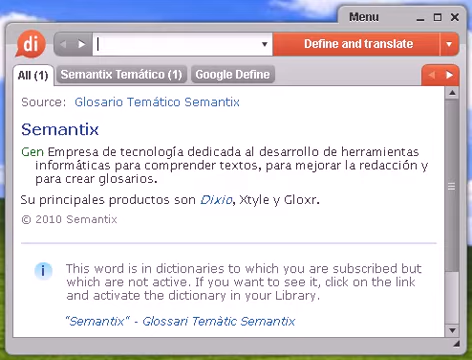 Menu
di
Define and translate
All (1)
Semantix Temático (1)
Google Define
Source: Glosario Temático Semantix
Semantix
Gen Empresa de tecnología dedicada al desarrollo de herramientas
informáticas para comprender textos, para mejorar la redacción y
para crear glosarios.
Su principales productos son Dixio, Xtyle y Gloxr.
© 2010 Semantix
i
This word is in dictionaries to which you are subscribed but
which are not active. If you want to see it, click on the link
and activate the dictionary in your Library.
"Semantix" - Glossari Temàtic Semantix